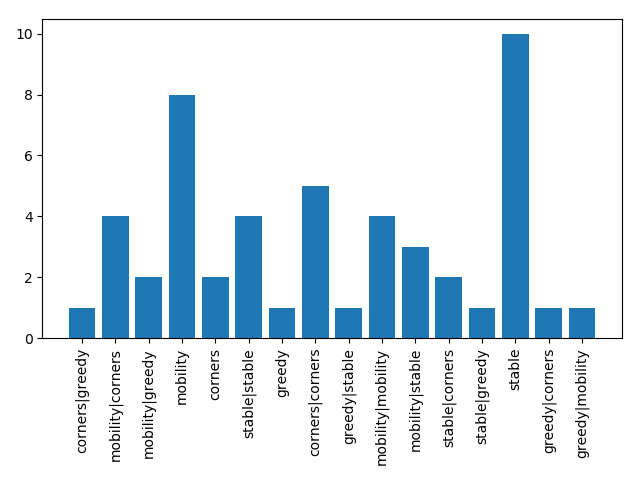 10
8
6
4
2
0
corners|greedy
mobility|corners
mobility|greedy
mobility
corners
stable|stable
greedy
corners|corners
greedy|stable
mobility|mobility
mobility|stable
stable|corners
stable|greedy
stable
greedy|corners
greedy|mobility